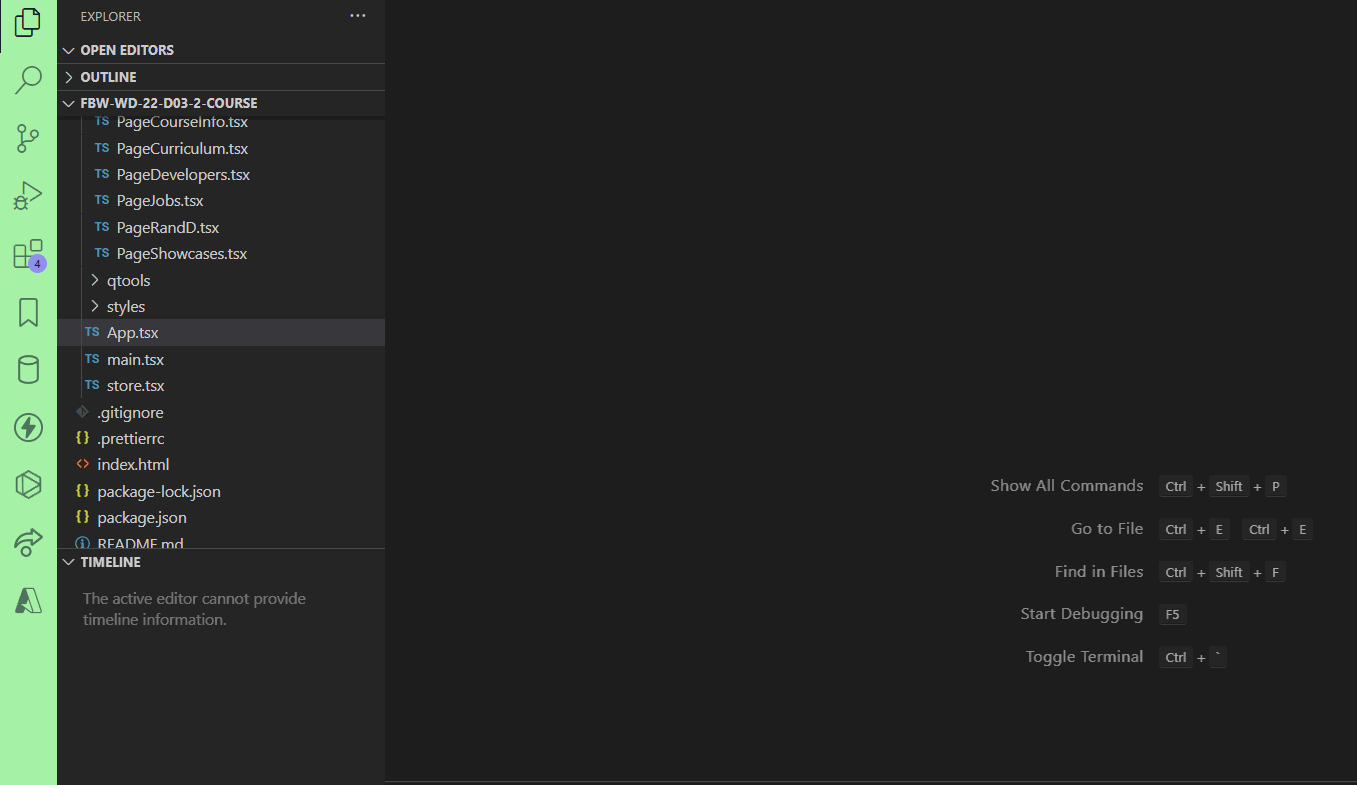 EXPLORER
OPEN EDITORS
OUTLINE
FBW-WD-22-D03-2-COURSE
TS PageCourseInfo.tsx
TS PageCurriculum.tsx
TS PageDevelopers.tsx
TS PageJobs.tsx
TS PageRandD.tsx
TS PageShowcases.tsx
qtools
styles
TS App.tsx
TS main.tsx
TS store.tsx
.gitignore
{} .prettierrc
<> index.html
{} package-lock.json
{} package.json
README.md
TIMELINE
The active editor cannot provide
timeline information.
4
Show All Commands Ctrl + Shift + P
Go to File Ctrl + E Ctrl + E
Find in Files Ctrl + Shift + F
Start Debugging F5
Toggle Terminal Ctrl + `